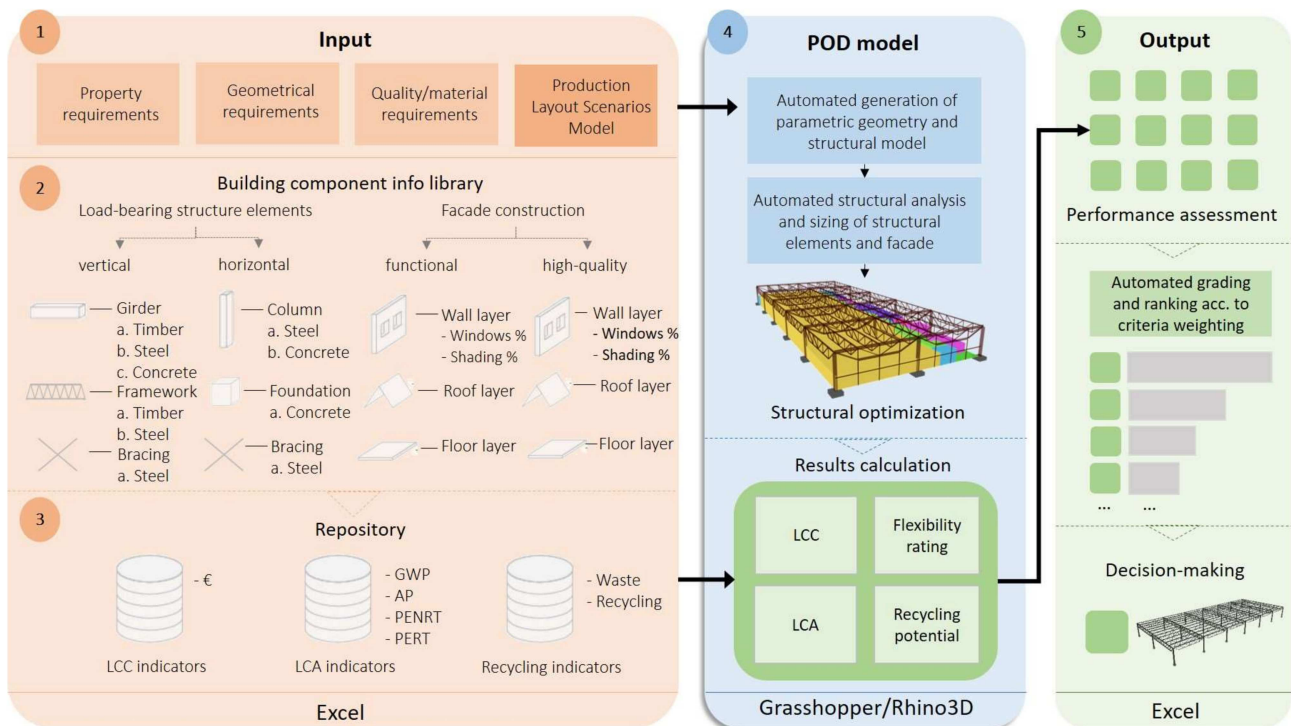 1
Input
Property
requirements
Geometrical
requirements
Quality/material
requirements
Production
Layout Scenarios
Model
2
Building component info library
Load-bearing structure elements
Facade construction
vertical
horizontal
functional
high-quality
Girder
a. Timber
b. Steel
c. Concrete
Framework
a. Timber
b. Steel
Bracing
a. Steel
Column
a. Steel
b. Concrete
Foundation
a. Concrete
Bracing
a. Steel
Wall layer
- Windows %
- Shading %
Roof layer
Floor layer
Wall layer
- Windows %
- Shading %
Roof layer
Floor layer
3
Repository
- €
LCC indicators
- GWP
- AP
- PENRT
- PERT
LCA indicators
- Waste
- Recycling
Recycling indicators
Excel
4
POD model
Automated generation of
parametric geometry and
structural model
Automated structural analysis
and sizing of structural
elements and facade
Structural optimization
Results calculation
LCC
Flexibility
rating
LCA
Recycling
potential
Grasshopper/Rhino3D
5
Output
Performance assessment
Automated grading
and ranking acc. to
criteria weighting
... ...
Decision-making
Excel